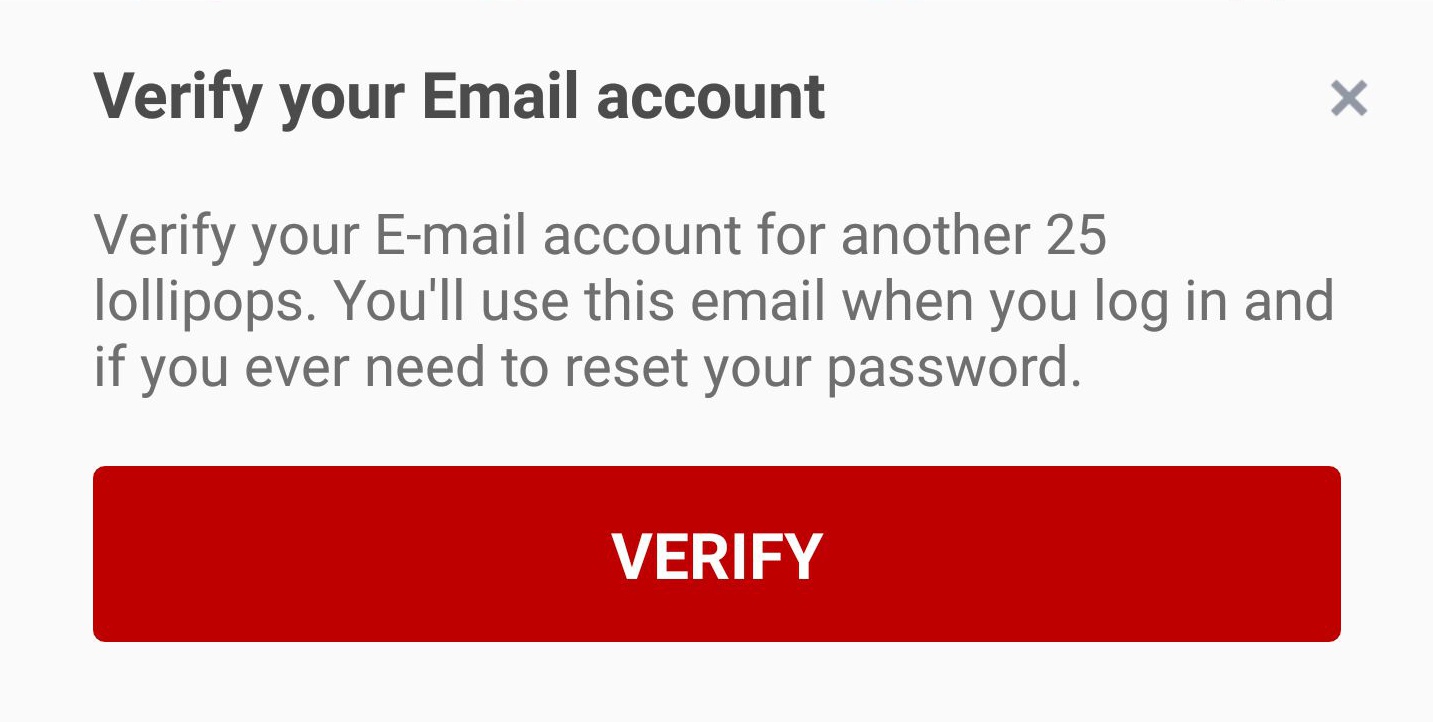 Verify your Email account
Verify your E-mail account for another 25
lollipops. You'll use this email when you log in and
if you ever need to reset your password.
VERIFY